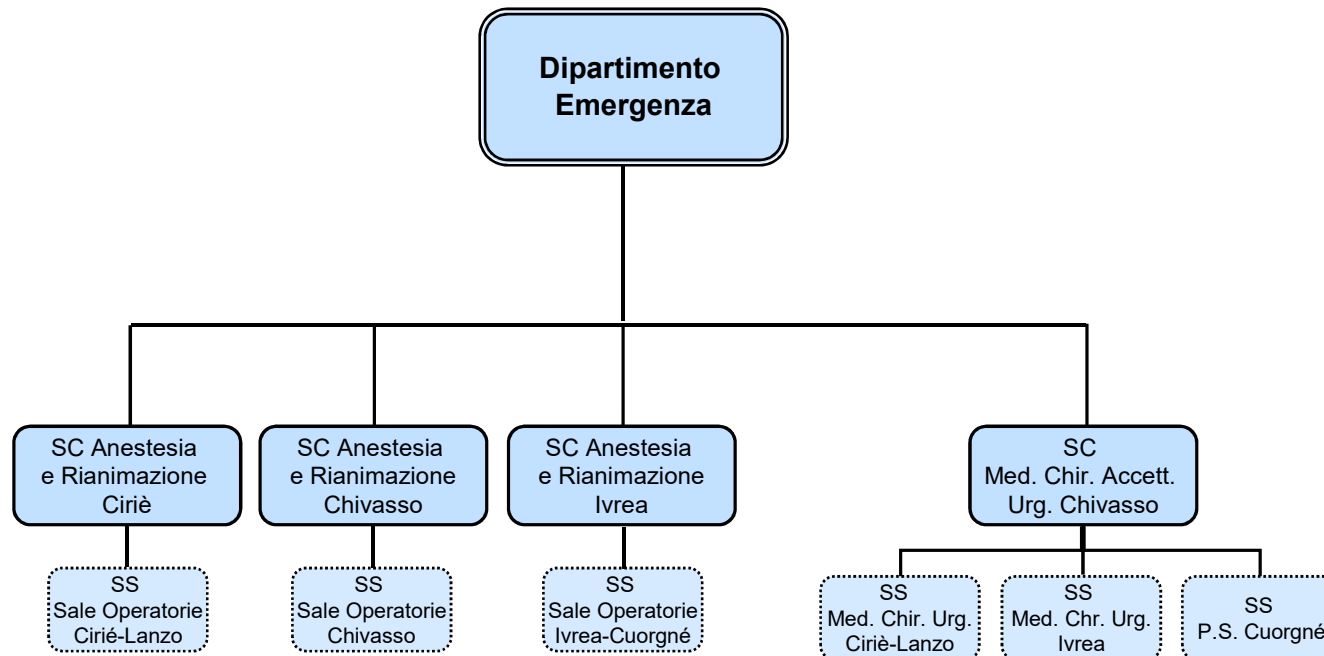 Dipartimento
Emergenza
SC Anestesia
e Rianimazione
Ciriè
SC Anestesia
e Rianimazione
Chivasso
SC Anestesia
e Rianimazione
Ivrea
SC
Med. Chir. Accett.
Urg. Chivasso
SS
Sale Operatorie
Cirié-Lanzo
SS
Sale Operatorie
Chivasso
SS
Sale Operatorie
Ivrea-Cuorgné
SS
Med. Chir. Urg.
Ciriè-Lanzo
SS
Med. Chr. Urg.
Ivrea
SS
P.S. Cuorgné